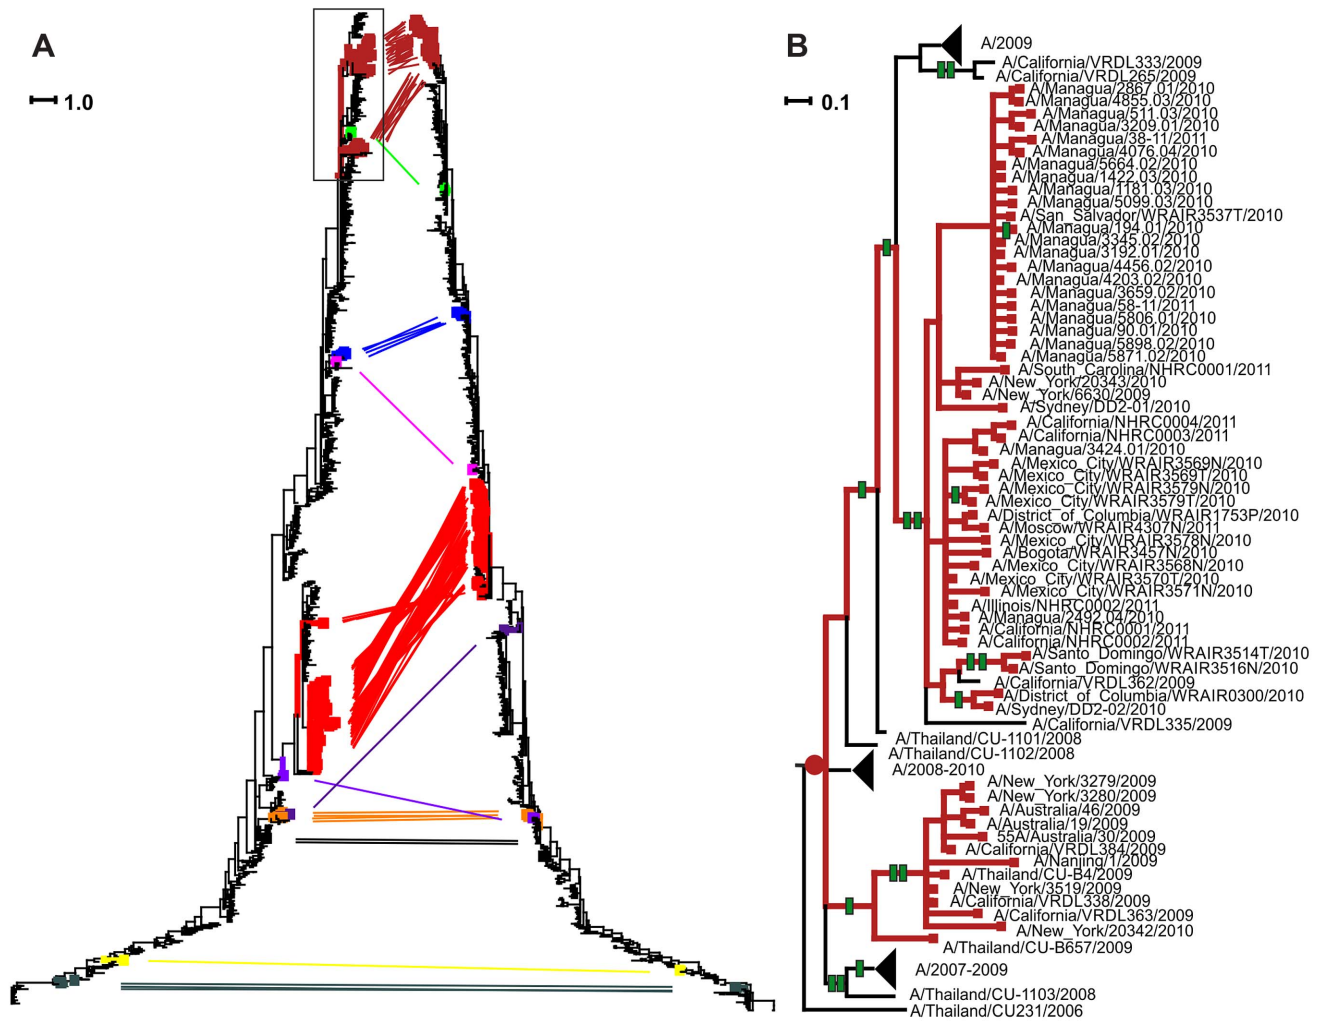 A
1.0
B
0.1
A/2009
A/California/VRDL333/2009
A/California/VRDL265/2009
A/Managua/2867.01/2010
A/Managua/4855.03/2010
A/Managua/511.03/2010
A/Managua/3209.01/2010
A/Managua/38-11/2011
A/Managua/4076.04/2010
A/Managua/5664.02/2010
A/Managua/1422.03/2010
A/Managua/1181.03/2010
A/Managua/5099.03/2010
A/San_Salvador/WRAIR3537T/2010
A/Managua/194.01/2010
A/Managua/3345.02/2010
A/Managua/3192.01/2010
A/Managua/4456.02/2010
A/Managua/4203.02/2010
A/Managua/3659.02/2010
A/Managua/58-11/2011
A/Managua/5806.01/2010
A/Managua/90.01/2010
A/Managua/5898.02/2010
A/Managua/5871.02/2010
A/South_Carolina/NHRC0001/2011
A/New_York/20343/2010
A/New_York/6630/2009
A/Sydney/DD2-01/2010
A/California/NHRC0004/2011
A/California/NHRC0003/2011
A/Managua/3424.01/2010
A/Mexico_City/WRAIR3569N/2010
A/Mexico_City/WRAIR3569T/2010
A/Mexico_City/WRAIR3579N/2010
A/Mexico_City/WRAIR3579T/2010
A/District_of_Columbia/WRAIR1753P/2010
A/Moscow/WRAIR4307N/2011
A/Mexico_City/WRAIR3578N/2010
A/Bogota/WRAIR3457N/2010
A/Mexico_City/WRAIR3568N/2010
A/Mexico_City/WRAIR3570T/2010
A/Mexico_City/WRAIR3571N/2010
A/Illinois/NHRC0002/2011
A/Managua/2492.04/2010
A/California/NHRC0001/2011
A/California/NHRC0002/2011
A/Santo_Domingo/WRAIR3514T/2010
A/Santo_Domingo/WRAIR3516N/2010
A/California/VRDL362/2009
A/District_of_Columbia/WRAIR0300/2010
A/Sydney/DD2-02/2010
A/California/VRDL335/2009
A/Thailand/CU-1101/2008
A/Thailand/CU-1102/2008
A/2008-2010
A/New_York/3279/2009
A/New_York/3280/2009
A/Australia/46/2009
A/Australia/19/2009
55A/Australia/30/2009
A/California/VRDL384/2009
A/Nanjing/1/2009
A/Thailand/CU-B4/2009
A/New_York/3519/2009
A/California/VRDL338/2009
A/California/VRDL363/2009
A/New_York/20342/2010
A/Thailand/CU-B657/2009
A/2007-2009
A/Thailand/CU-1103/2008
A/Thailand/CU231/2006